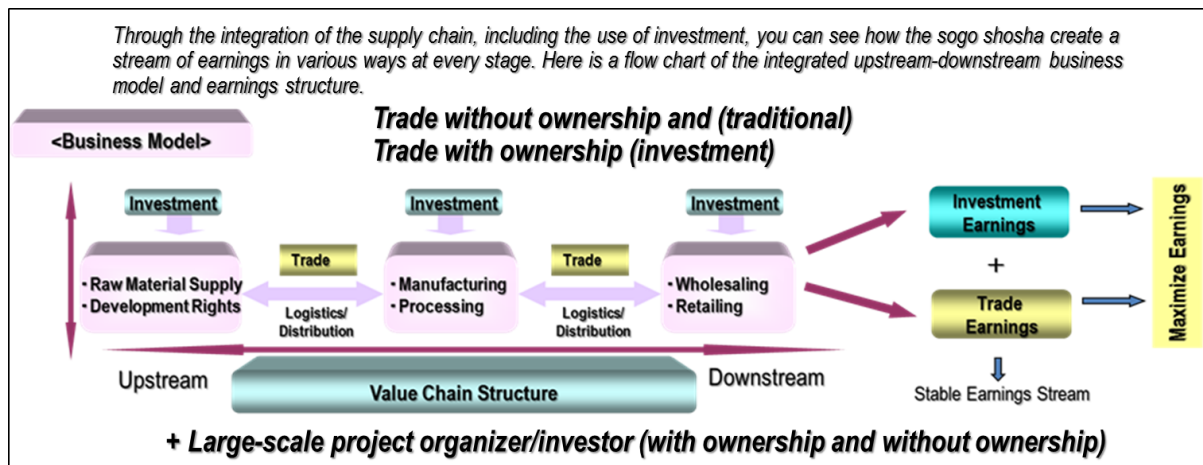 Through the integration of the supply chain, including the use of investment, you can see how the sogo shosha create a
stream of earnings in various ways at every stage. Here is a flow chart of the integrated upstream-downstream business
model and earnings structure.
Trade without ownership and (traditional)
Trade with ownership (investment)
<Business Model>
Investment
Investment
Investment
• Raw Material Supply
• Development Rights
Trade
Logistics/
Distribution
• Manufacturing
• Processing
Trade
Logistics/
Distribution
• Wholesaling
• Retailing
Investment
Earnings
+
Trade
Earnings
Maximize Earnings
Stable Earnings Stream
Upstream
Downstream
Value Chain Structure
+ Large-scale project organizer/investor (with ownership and without ownership)